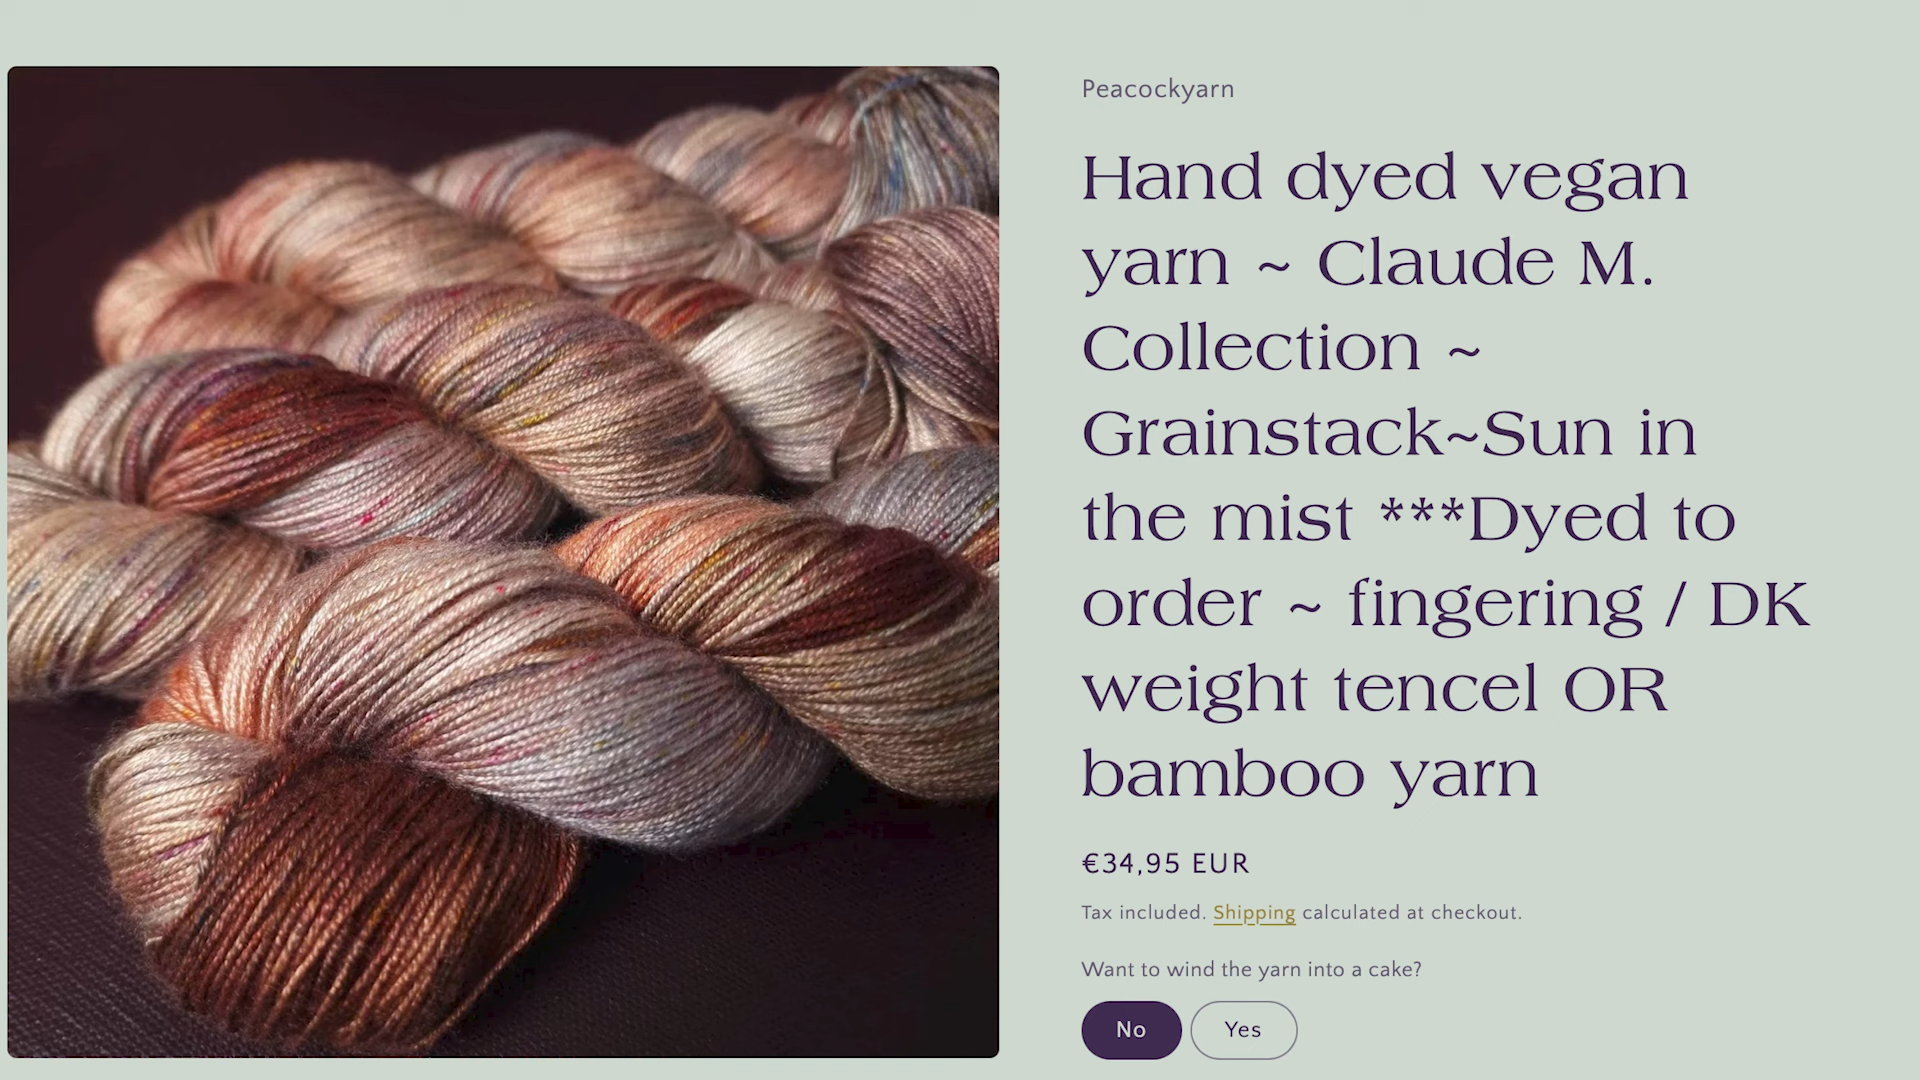 Peacockyarn
Hand dyed vegan
yarn ~ Claude M.
Collection ~
Grainstack~Sun in
the mist ***Dyed to
order ~ fingering / DK
weight tencel OR
bamboo yarn
€34,95 EUR
Tax included. Shipping calculated at checkout.
Want to wind the yarn into a cake?
No Yes